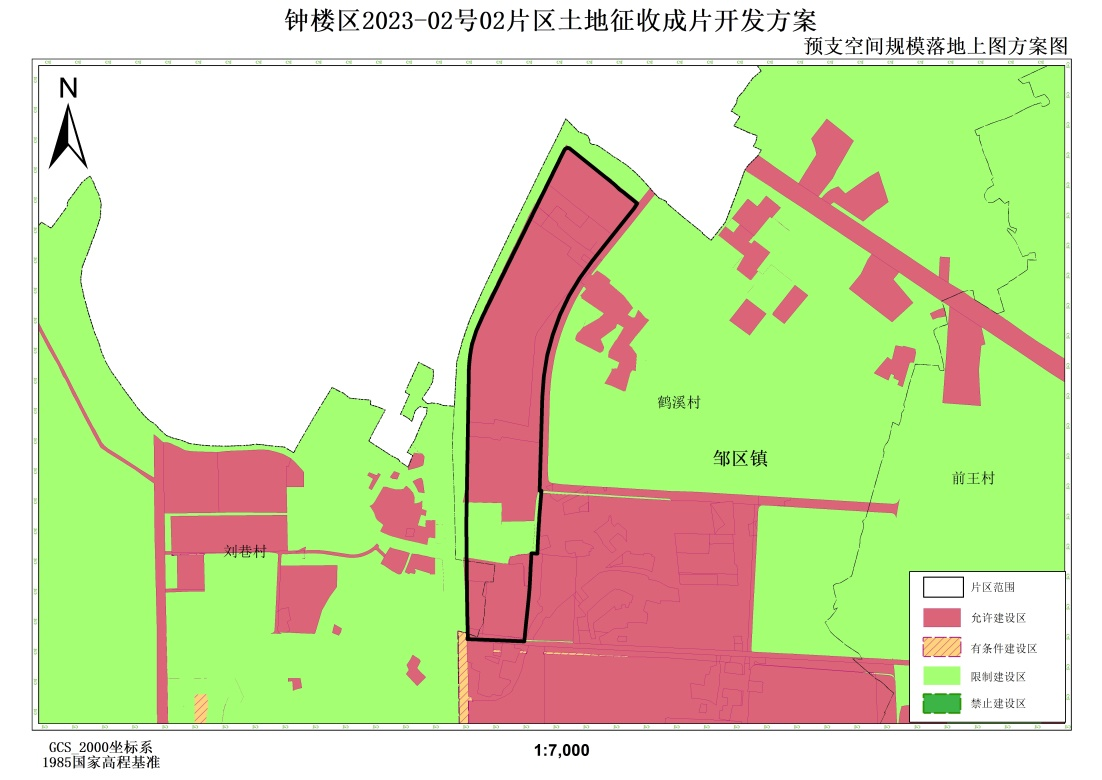 钟楼区2023-02号02片区土地征收成片开发方案
预支空间规模落地上图方案图
N
鹤溪村
邹区镇
前王村
刘巷村
片区范围
允许建设区
有条件建设区
限制建设区
禁止建设区
GCS_2000坐标系
1985国家高程基准
1:7,000